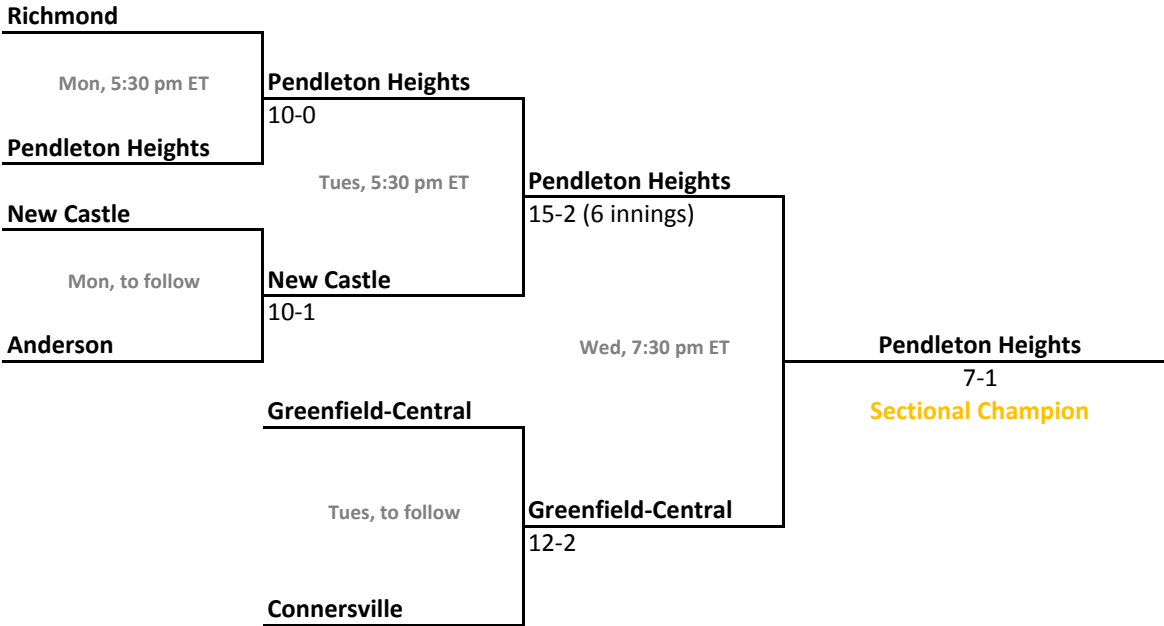 Richmond
Mon, 5:30 pm ET
Pendleton Heights
10-0
Pendleton Heights
Tues, 5:30 pm ET
Pendleton Heights
15-2 (6 innings)
New Castle
Mon, to follow
New Castle
10-1
Anderson
Wed, 7:30 pm ET
Pendleton Heights
7-1
Sectional Champion
Greenfield-Central
Tues, to follow
Greenfield-Central
12-2
Connersville